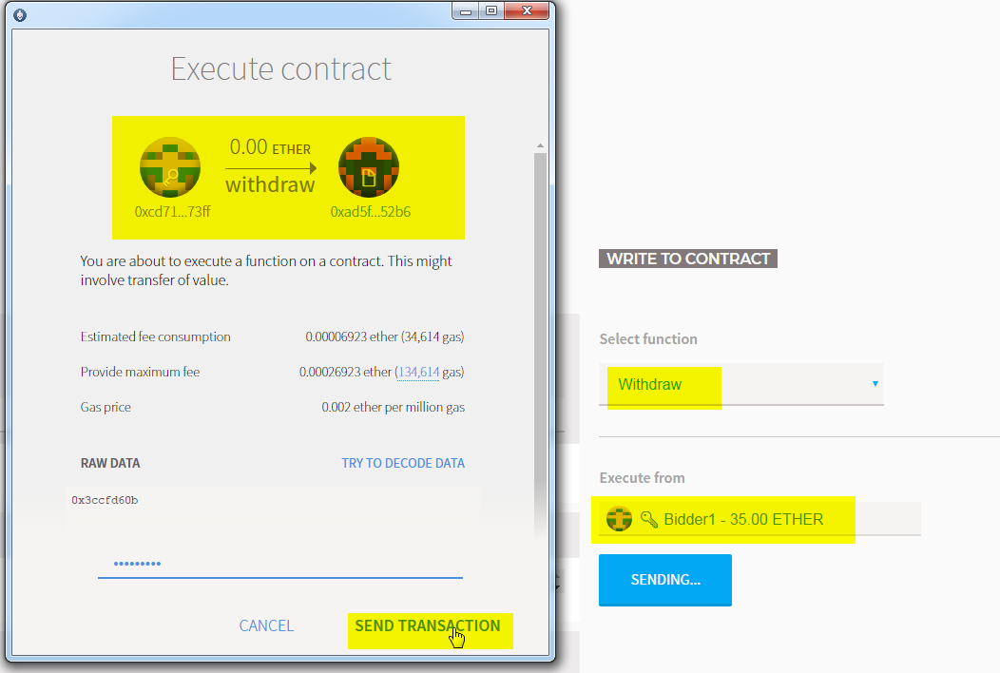 Execute contract
0.00 ETHER
withdraw
0xcd71...73ff
0xad5f...52b6
You are about to execute a function on a contract. This might
involve transfer of value.
Estimated fee consumption 0.00006923 ether (34,614 gas)
Provide maximum fee 0.00026923 ether (134,614 gas)
Gas price 0.002 ether per million gas
RAW DATA TRY TO DECODE DATA
0x3ccfd60b
•••••••••
CANCEL SEND TRANSACTION
WRITE TO CONTRACT
Select function
Withdraw
Execute from
Bidder1 - 35.00 ETHER
SENDING...